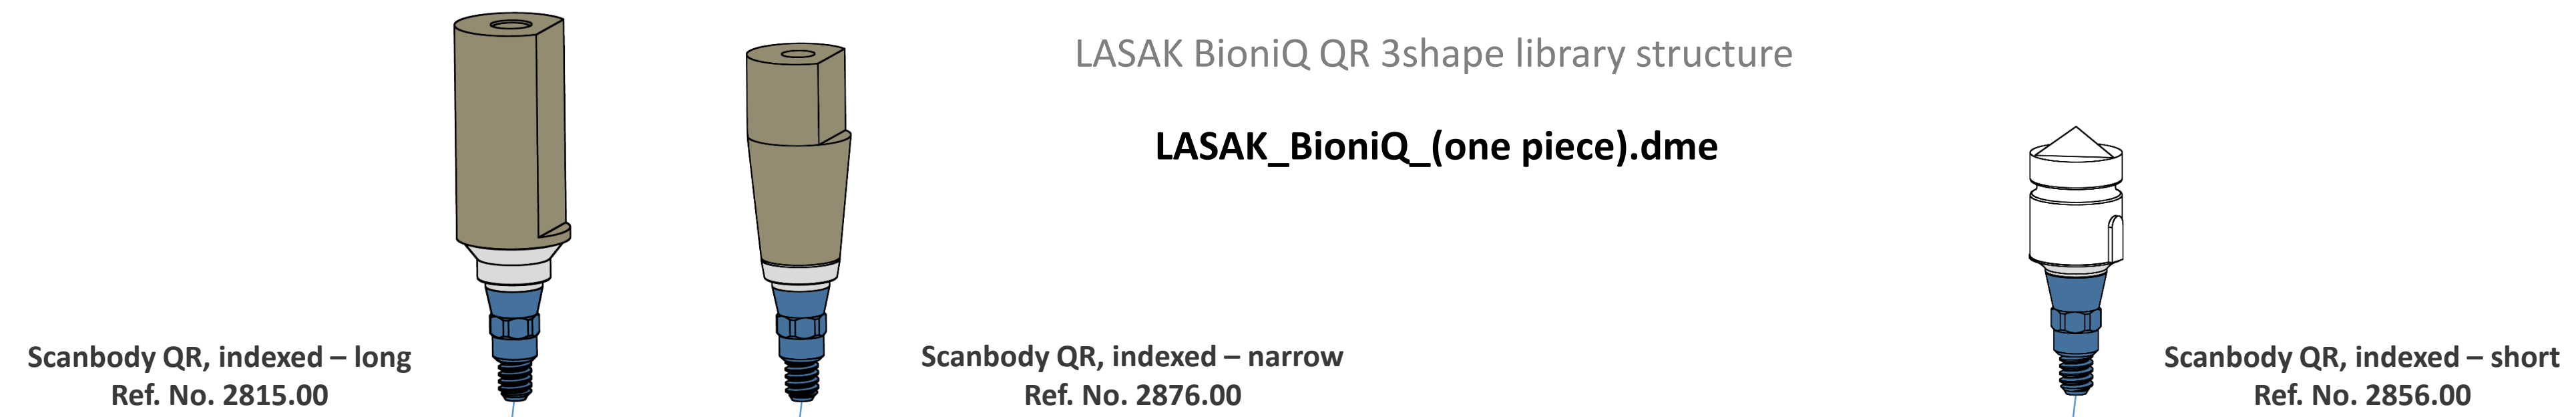 LASAK BioniQ QR 3shape library structure
LASAK_BioniQ_(one piece).dme
Scanbody QR, indexed – long
Ref. No. 2815.00
Scanbody QR, indexed – narrow
Ref. No. 2876.00
Scanbody QR, indexed – short
Ref. No. 2856.00